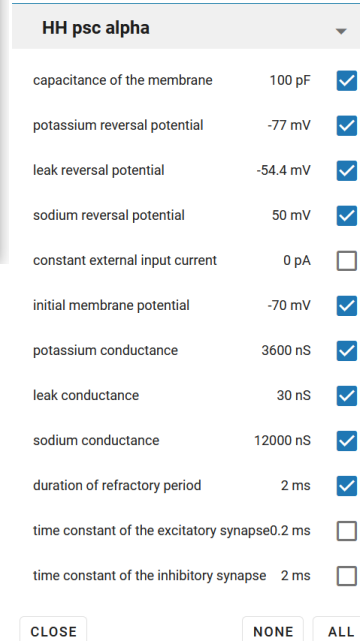 HH psc alpha
capacitance of the membrane 100 pF
potassium reversal potential -77 mV
leak reversal potential -54.4 mV
sodium reversal potential 50 mV
constant external input current 0 pA
initial membrane potential -70 mV
potassium conductance 3600 nS
leak conductance 30 nS
sodium conductance 12000 nS
duration of refractory period 2 ms
time constant of the excitatory synapse0.2 ms
time constant of the inhibitory synapse 2 ms
CLOSE NONE ALL